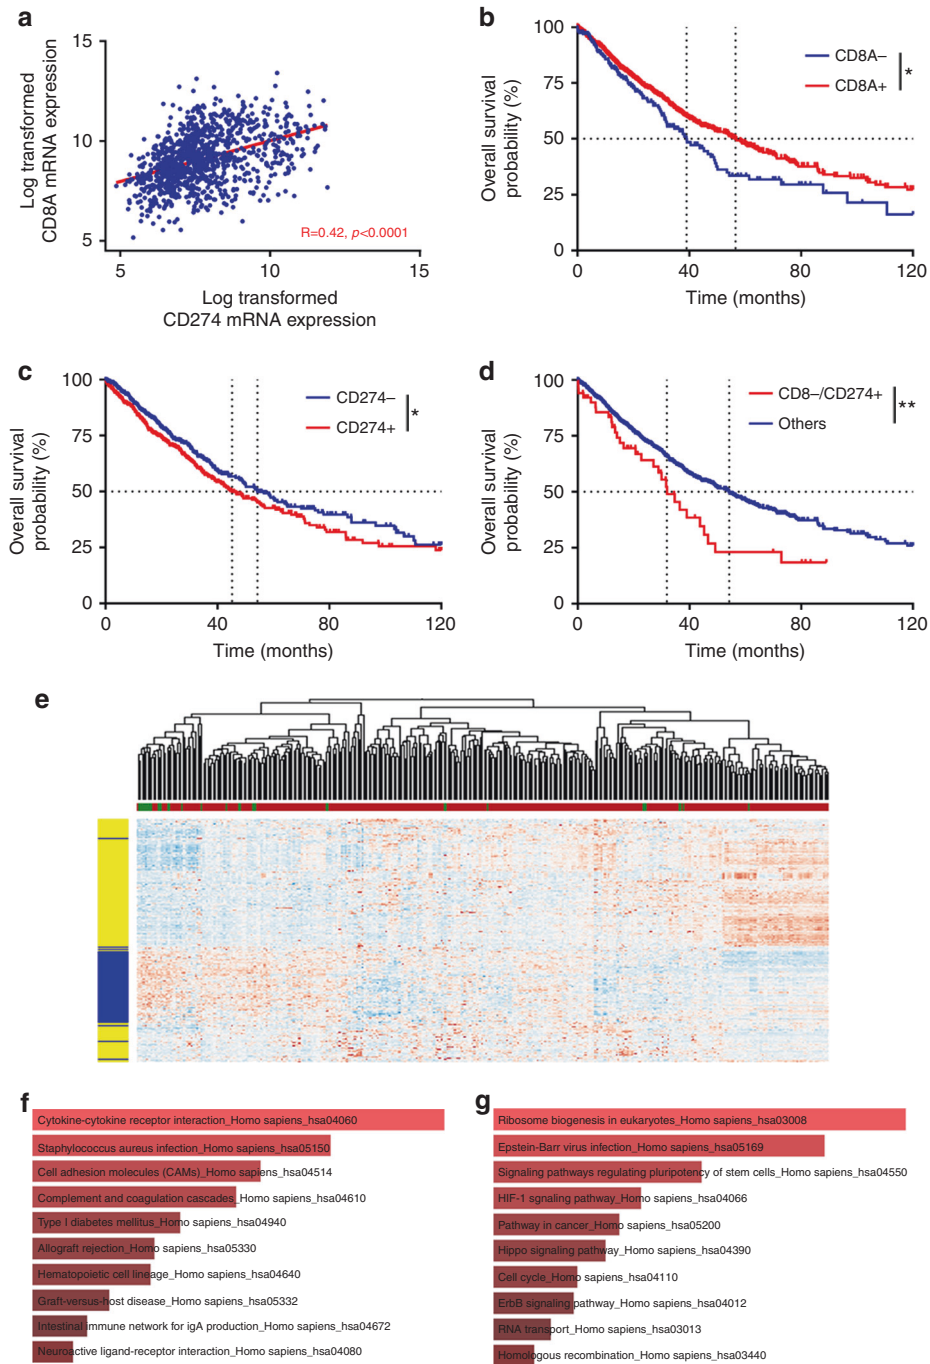 a
Log transformed
CD8A mRNA expression
15
10
5
R=0.42, p<0.0001
5
10
15
Log transformed
CD274 mRNA expression
b
Overall survival
probability (%)
100
75
50
25
0
CD8A–
CD8A+
*
0
40
80
120
Time (months)
c
Overall survival
probability (%)
100
75
50
25
0
CD274–
CD274+
*
0
40
80
120
Time (months)
d
Overall survival
probability (%)
100
75
50
25
0
CD8–/CD274+
Others
**
0
40
80
120
Time (months)
e
f
Cytokine-cytokine receptor interaction_Homo sapiens_hsa04060
Staphylococcus aureus infection_Homo sapiens_hsa05150
Cell adhesion molecules (CAMs)_Homo sapiens_hsa04514
Complement and coagulation cascades_Homo sapiens_hsa04610
Type I diabetes mellitus_Homo sapiens_hsa04940
Allograft rejection_Homo sapiens_hsa05330
Hematopoietic cell lineage_Homo sapiens_hsa04640
Graft-versus-host disease_Homo sapiens_hsa05332
Intestinal immune network for igA production_Homo sapiens_hsa04672
Neuroactive ligand-receptor interaction_Homo sapiens_hsa04080
g
Ribosome biogenesis in eukaryotes_Homo sapiens_hsa03008
Epstein-Barr virus infection_Homo sapiens_hsa05169
Signaling pathways regulating pluripotency of stem cells_Homo sapiens_hsa04550
HIF-1 sgnaling pathway_Homo sapiens_hsa04066
Pathway in cancer_Homo sapiens_hsa05200
Hippo signaling pathway_Homo sapiens_hsa04390
Cell cycle_Homo sapiens_hsa04110
ErbB signaling pathway_Homo sapiens_hsa04012
RNA transport_Homo sapiens_hsa03013
Homologous recombination_Homo sapiens_hsa03440